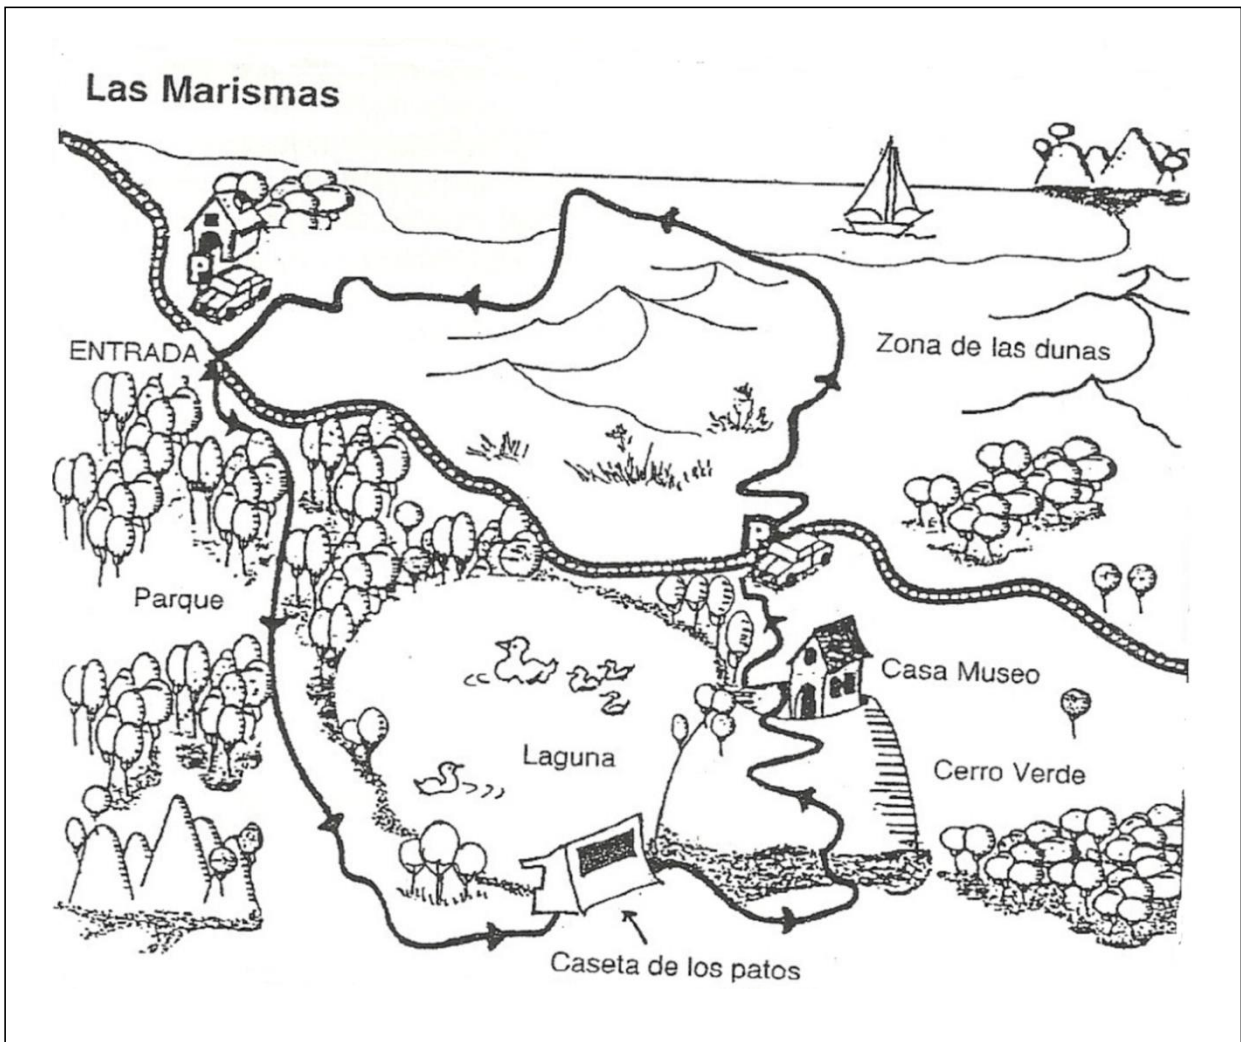 Las Marismas
P
ENTRADA
Zona de las dunas
P
Parque
Casa Museo
Laguna
Cerro Verde
Caseta de los patos